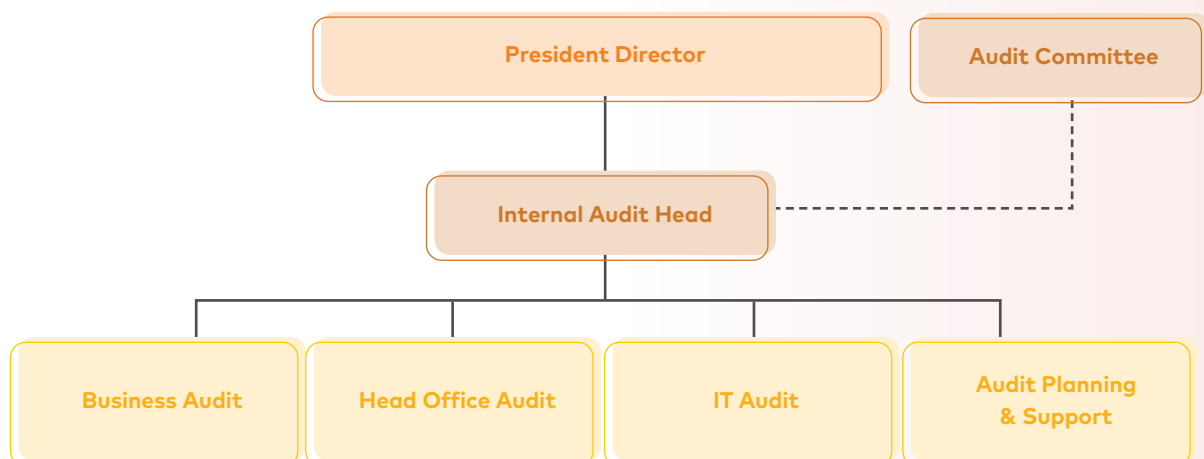 President Director
Audit Committee
Internal Audit Head
Business Audit
Head Office Audit
IT Audit
Audit Planning
& Support